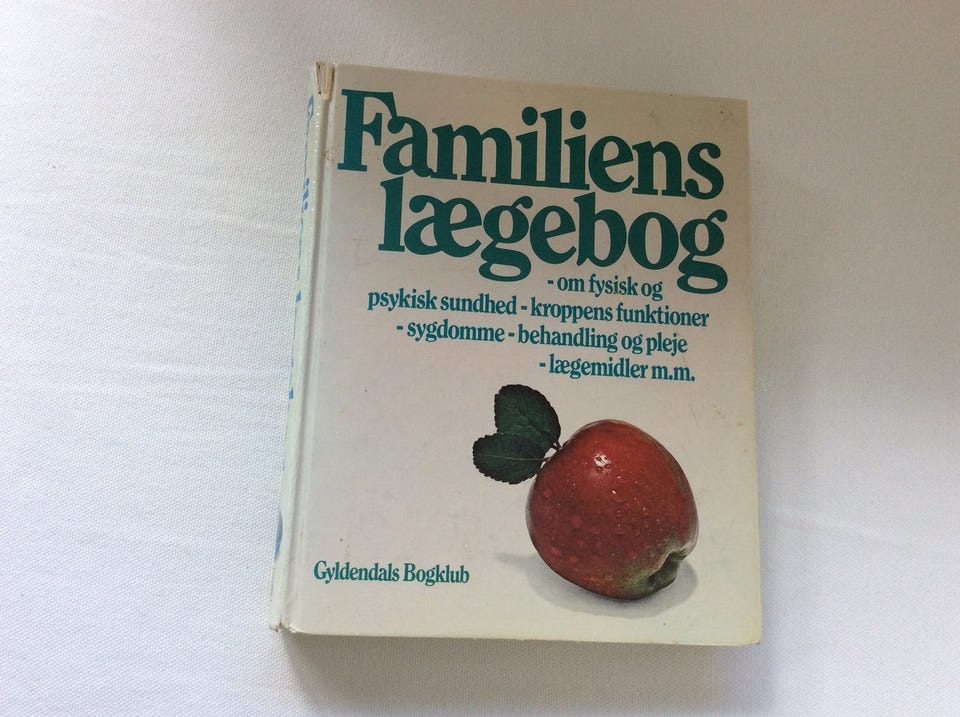 Familiens
lægebog
- om fysisk og
psykisk sundhed - kroppens funktioner
- sygdomme - behandling og pleje
- lægemidler m.m.
Gyldendals Bogklub